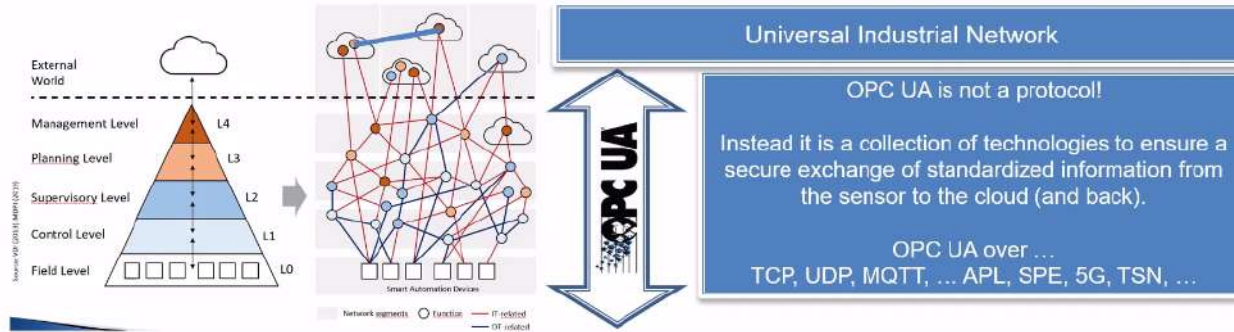 External
World
Management Level
L4
Planning Level
L3
Supervisory Level
L2
Control Level
L1
Field Level
L0
Smart Automation Devices
Network segments
Function
IT-related
OT-related
OPC UA
Universal Industrial Network
OPC UA is not a protocol!
Instead it is a collection of technologies to ensure a
secure exchange of standardized information from
the sensor to the cloud (and back).
OPC UA over ...
TCP, UDP, MQTT, ... APL, SPE, 5G, TSN, ...